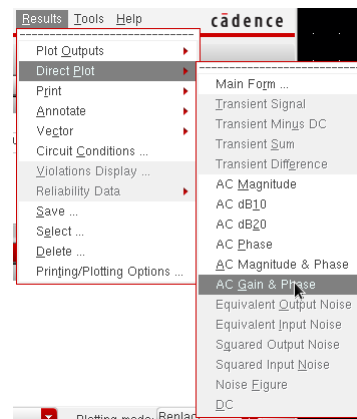 Results Tools Help cādence
Plot Outputs
Direct Plot
Print
Annotate
Vector
Circuit Conditions ...
Violations Display ...
Reliability Data
Save ...
Select ...
Delete ...
Printing/Plotting Options ...
Main Form ...
Transient Signal
Transient Minus DC
Transient Sum
Transient Difference
AC Magnitude
AC dB10
AC dB20
AC Phase
AC Magnitude & Phase
AC Gain & Phase
Equivalent Output Noise
Equivalent Input Noise
Squared Output Noise
Squared Input Noise
Noise Figure
DC
Plotting mode: Replac